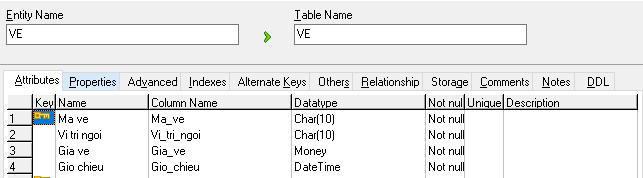 Entity Name Table Name
VE VE
Attributes Properties Advanced Indexes Alternate Keys Others Relationship Storage Comments Notes DDL
Key Name Column Name Datatype Not nul Unique Description
1 Ma ve Ma_ve Char(10) Not null
2 Vi tri ngoi Vi_tri_ngoi Char(10) Not null
3 Gia ve Gia_ve Money Not null
4 Gio chieu Gio_chieu DateTime Not null